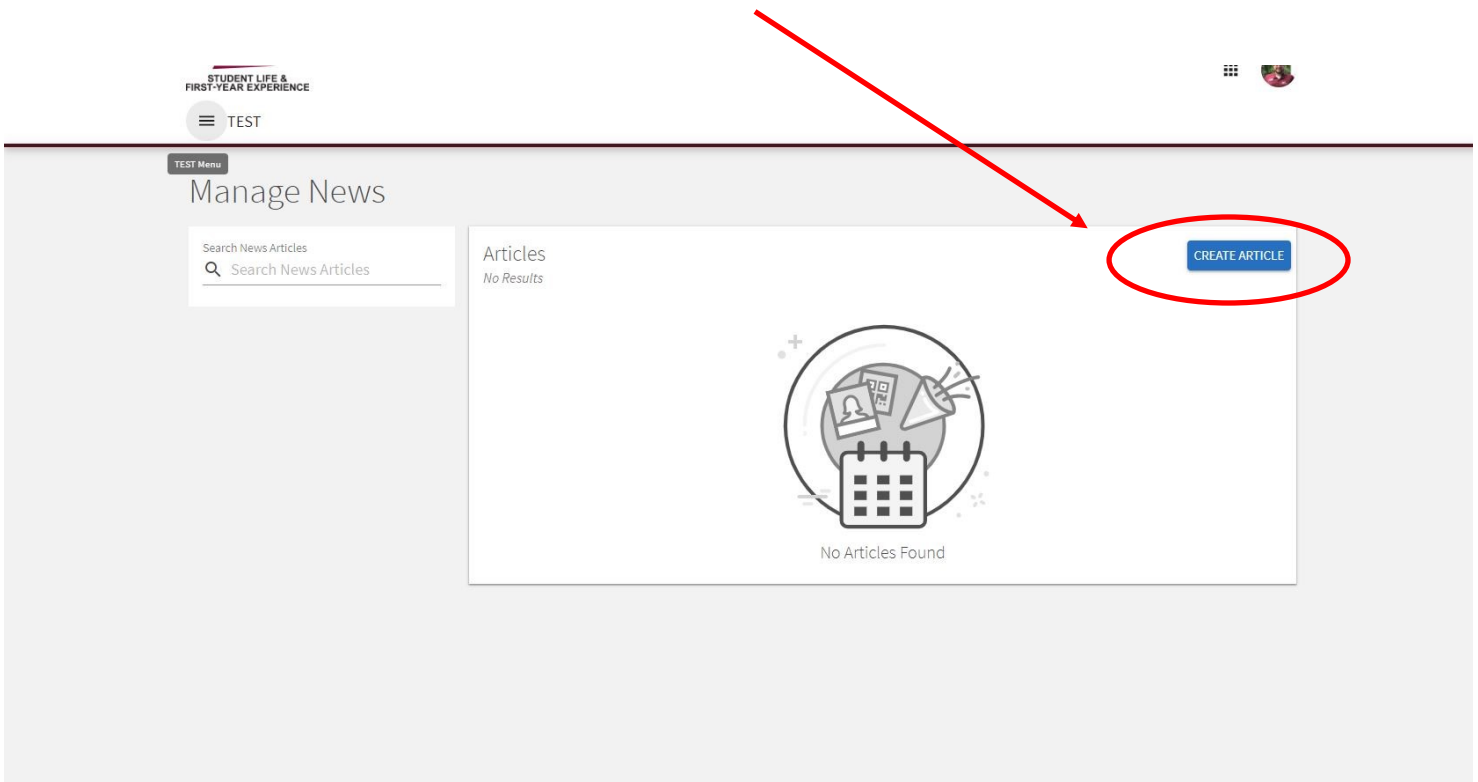 STUDENT LIFE &
FIRST-YEAR EXPERIENCE
TEST
TEST Menu
Manage News
Search News Articles
Search News Articles
Articles
No Results
CREATE ARTICLE
No Articles Found